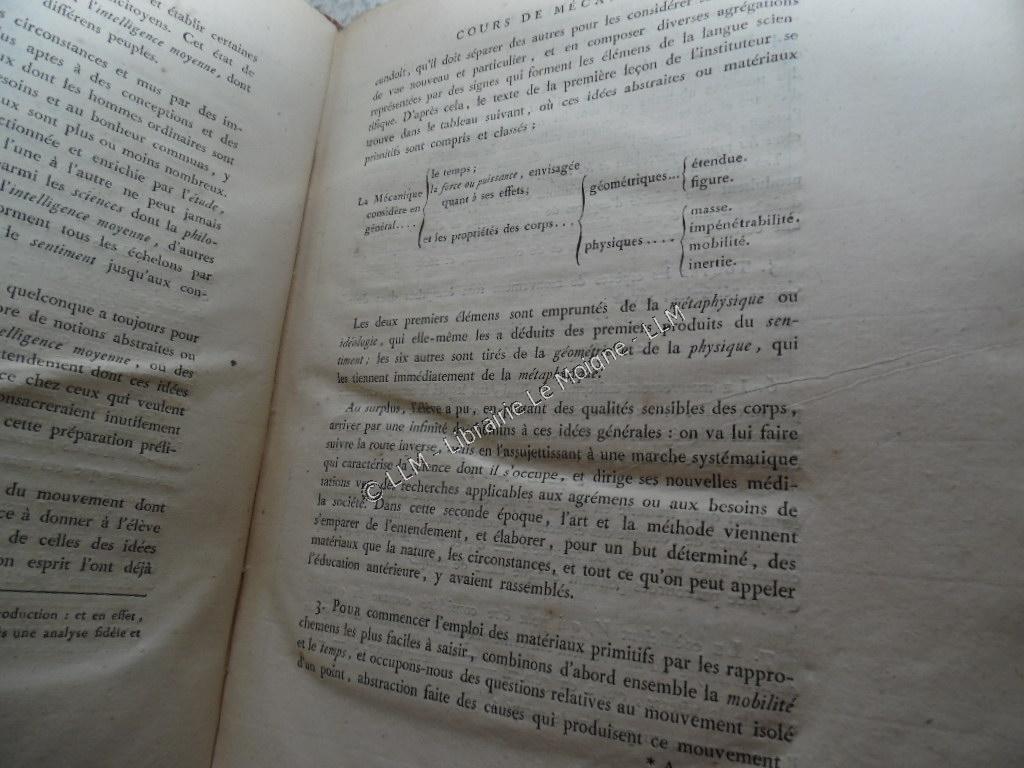 et établir certaines
citoyens. Cet état de
l'intelligence moyenne, dont
différens peuples.
circonstances et mus par des im-
plus aptes à des conceptions et des
besoins et au bonheur communs, y
dont les hommes ordinaires sont
sont plus ou moins nombreux.
et enrichie par l'étude,
l'une à l'autre ne peut jamais
parmi les sciences dont la philo-
l'intelligence moyenne, d'autres
forment tous les échelons par
le sentiment jusqu'aux con-
quelconque a toujours pour
de notions abstraites ou
moyenne, ou des
dont ces idées
chez ceux qui veulent
consacreraient inutilement
cette préparation préli-
du mouvement dont
à donner à l'élève
de celles des idées
esprit l'ont déjà
: et en effet,
une analyse fidèle et
COURS DE
conduit, qu'il doit séparer des autres pour les considérer
de vue nouveau et particulier, et en composer diverses agrégations
représentées par des signes qui forment les élémens de la langue scien
tifique. D'après cela, le texte de la première leçon de l'instituteur se
trouve dans le tableau suivant, où ces idées abstraites ou matériaux
primitifs sont compris et classés :
La Mécanique
considère en
général....
le temps ;
la force ou puissance, envisagée
quant à ses effets;
et les propriétés des corps...
géométriques...
étendue.
figure.
physiques....
masse.
impénétrabilité.
mobilité.
inertie.
Les deux premiers élémens sont empruntés de la métaphysique ou
idéologie, qui elle-même les a déduits des premiers produits du sen-
timent; les six autres sont tirés de la géométrie et de la physique, qui
les tiennent immédiatement de la métaphysique.
Au surplus, l'élève a pu, en partant des qualités sensibles des corps,
arriver par une infinité de chemins à ces idées générales : on va lui faire
suivre la route inverse, mais en l'assujettissant à une marche systématique
qui caractérise la science dont il s'occupe, et dirige ses nouvelles médi-
tations vers des recherches applicables aux agrémens ou aux besoins de
la société. Dans cette seconde époque, l'art et la méthode viennent
s'emparer de l'entendement, et élaborer, pour un but déterminé, des
matériaux que la nature, les circonstances, et tout ce qu'on peut appeler
l'éducation antérieure, y avaient rassemblés.
3. Pour commencer l'emploi des matériaux primitifs par les rappro-
chemens les plus faciles à saisir, combinons d'abord ensemble la mobilité
et le temps, et occupons-nous des questions relatives au mouvement isolé
d'un point, abstraction faite des causes qui produisent ce mouvement
*
© LLM - Librairie Le Moigne - LLM